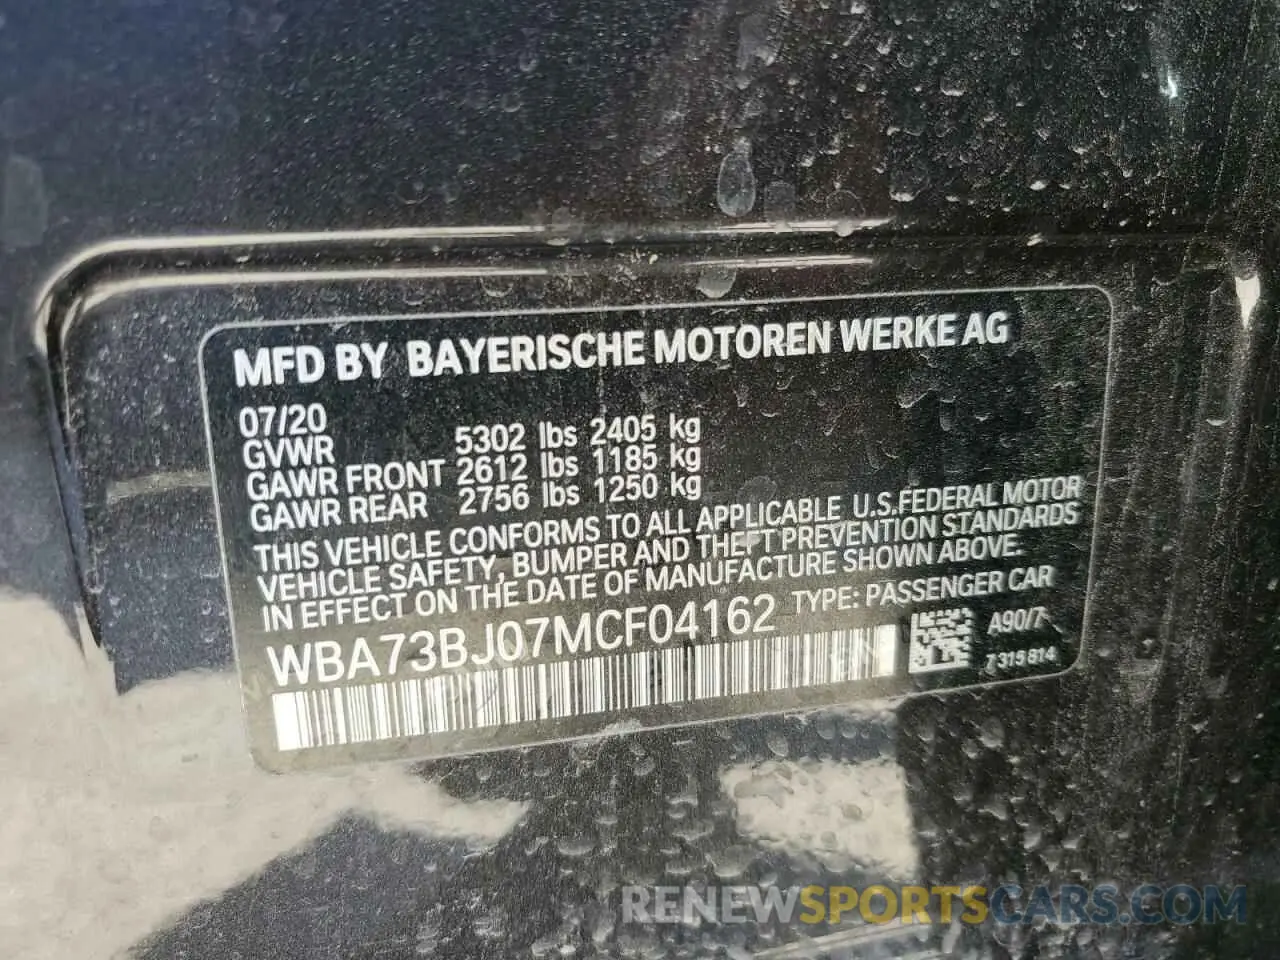 MFD BY BAYERISCHE MOTOREN WERKE AG
07/20
GVWR 5302 lbs 2405 kg
GAWR FRONT 2612 lbs 1185 kg
GAWR REAR 2756 lbs 1250 kg
THIS VEHICLE CONFORMS TO ALL APPLICABLE U.S.FEDERAL MOTOR
VEHICLE SAFETY, BUMPER AND THEFT PREVENTION STANDARDS
IN EFFECT ON THE DATE OF MANUFACTURE SHOWN ABOVE.
WBA73BJ07MCF04162 TYPE: PASSENGER CAR
A90/7
7 315 814
RENEWSPORTSCARS.COM